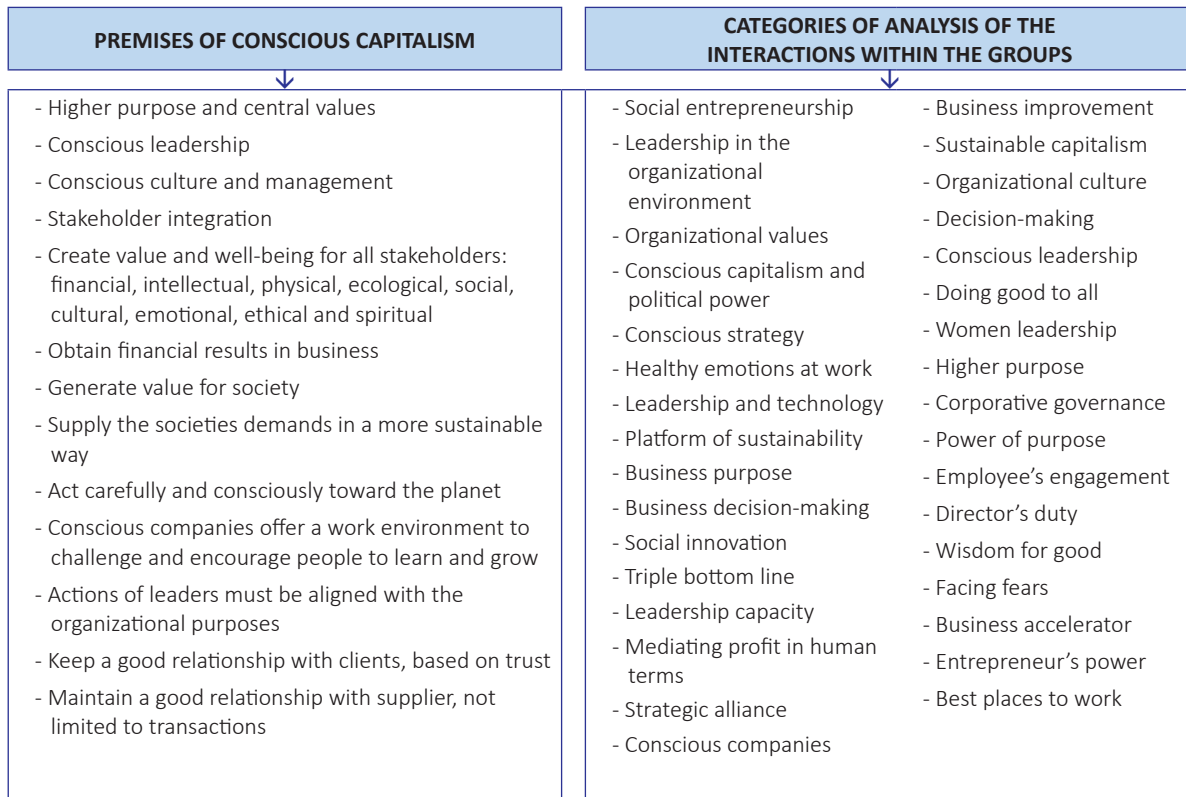 PREMISES OF CONSCIOUS CAPITALISM
- Higher purpose and central values
- Conscious leadership
- Conscious culture and management
- Stakeholder integration
- Create value and well-being for all stakeholders:
financial, intellectual, physical, ecological, social,
cultural, emotional, ethical and spiritual
- Obtain financial results in business
- Generate value for society
- Supply the societies demands in a more sustainable
way
- Act carefully and consciously toward the planet
- Conscious companies offer a work environment to
challenge and encourage people to learn and grow
- Actions of leaders must be aligned with the
organizational purposes
- Keep a good relationship with clients, based on trust
- Maintain a good relationship with supplier, not
limited to transactions
CATEGORIES OF ANALYSIS OF THE
INTERACTIONS WITHIN THE GROUPS
- Social entrepreneurship
- Leadership in the
organizational
environment
- Organizational values
- Conscious capitalism and
political power
- Conscious strategy
- Healthy emotions at work
- Leadership and technology
- Platform of sustainability
- Business purpose
- Business decision-making
- Social innovation
- Triple bottom line
- Leadership capacity
- Mediating profit in human
terms
- Strategic alliance
- Conscious companies
- Business improvement
- Sustainable capitalism
- Organizational culture
- Decision-making
- Conscious leadership
- Doing good to all
- Women leadership
- Higher purpose
- Corporative governance
- Power of purpose
- Employee’s engagement
- Director’s duty
- Wisdom for good
- Facing fears
- Business accelerator
- Entrepreneur’s power
- Best places to work